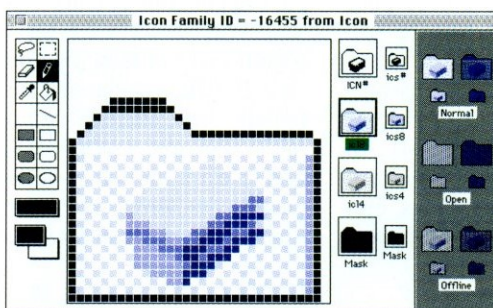 Icon Family ID = -16455 from Icon
ICN#
ics#
ics8
icl4
ics4
Mask
Mask
Normal
Open
Offline